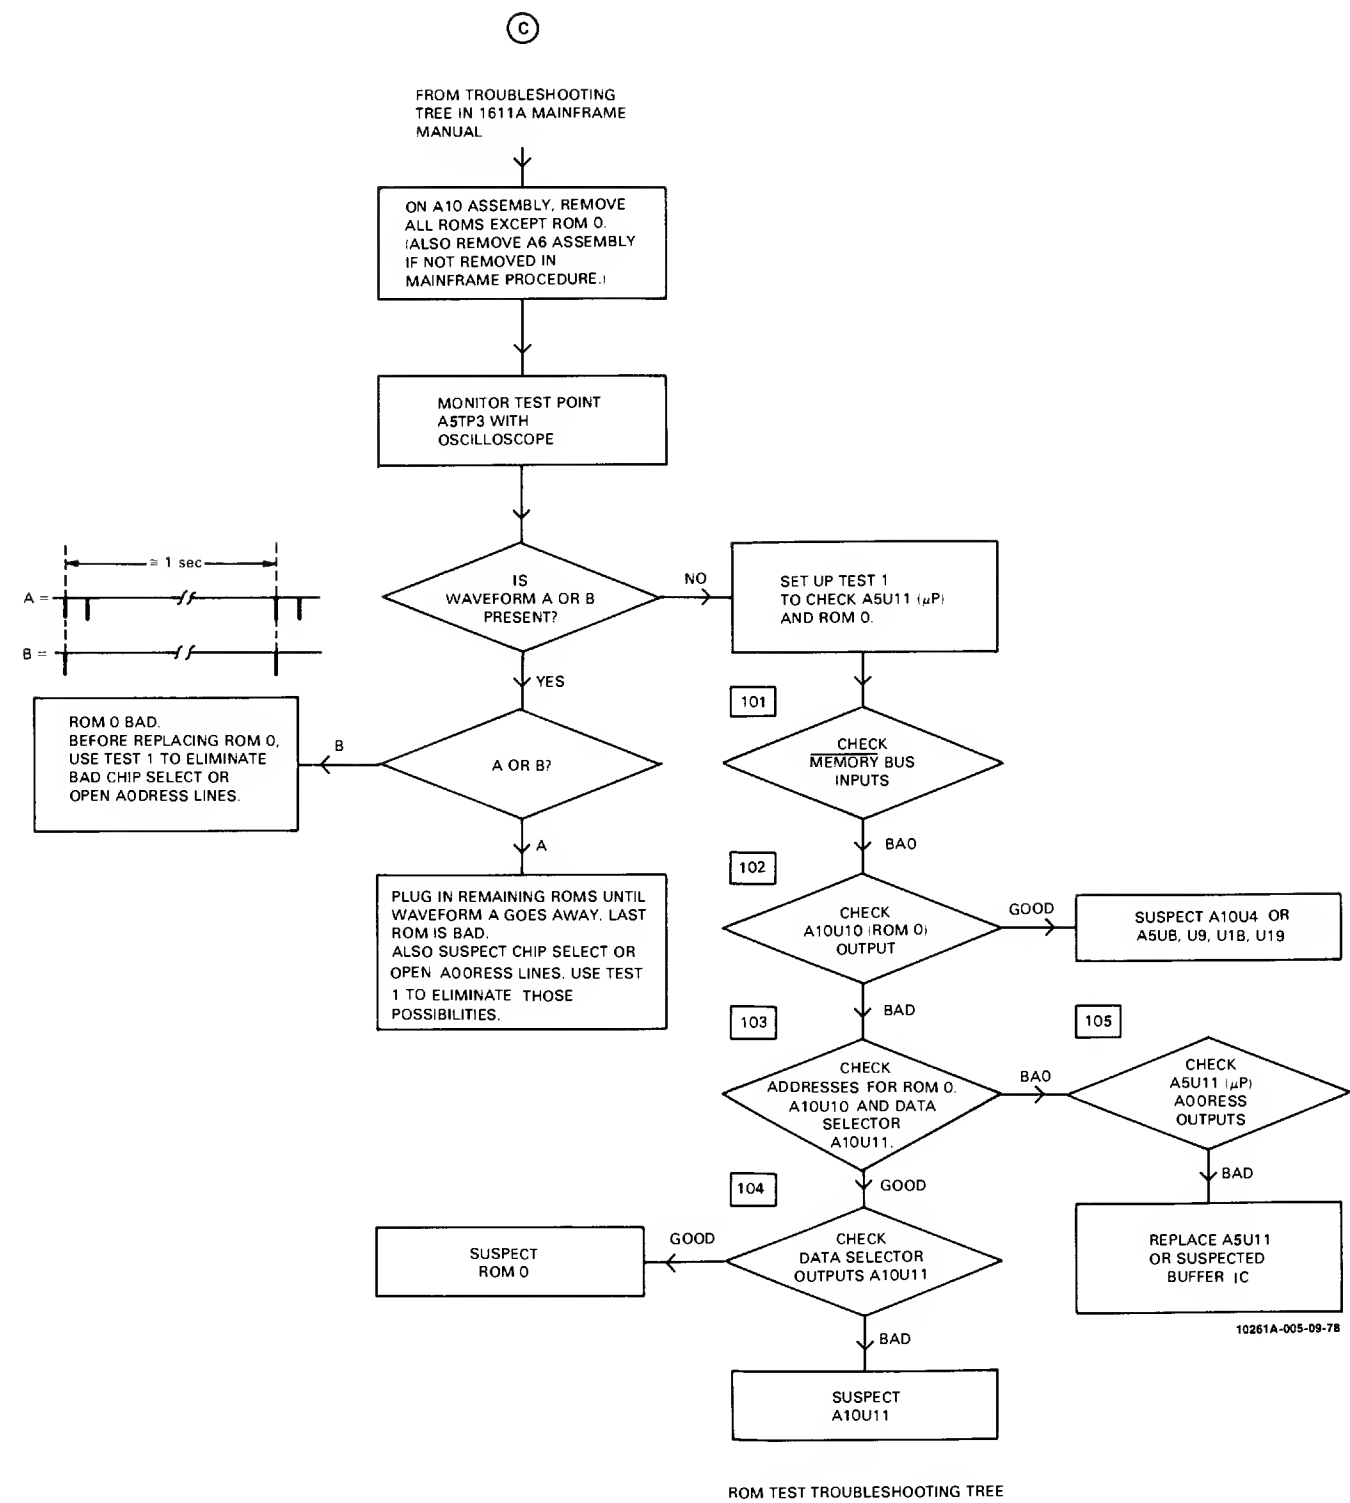 C
FROM TROUBLESHOOTING
TREE IN 1611A MAINFRAME
MANUAL
ON A10 ASSEMBLY, REMOVE
ALL ROMS EXCEPT ROM 0.
(ALSO REMOVE A6 ASSEMBLY
IF NOT REMOVED IN
MAINFRAME PROCEDURE.)
MONITOR TEST POINT
A5TP3 WITH
OSCILLOSCOPE
≅ 1 sec
A =
B =
IS
WAVEFORM A OR B
PRESENT?
NO
SET UP TEST 1
TO CHECK A5U11 (μP)
AND ROM 0.
YES
A OR B?
B
ROM 0 BAD.
BEFORE REPLACING ROM 0,
USE TEST 1 TO ELIMINATE
BAD CHIP SELECT OR
OPEN AODRESS LINES.
A
PLUG IN REMAINING ROMS UNTIL
WAVEFORM A GOES AWAY. LAST
ROM IS BAD.
ALSO SUSPECT CHIP SELECT OR
OPEN AOORESS LINES. USE TEST
1 TO ELIMINATE THOSE
POSSIBILITIES.
101
CHECK
MEMORY BUS
INPUTS
BAO
102
CHECK
A10U10 (ROM 0)
OUTPUT
GOOD
SUSPECT A10U4 OR
A5UB, U9, U1B, U19
BAD
103
CHECK
ADDRESSES FOR ROM 0.
A10U10 AND DATA
SELECTOR
A10U11.
BAO
105
CHECK
A5U11 (μP)
AOORESS
OUTPUTS
BAD
REPLACE A5U11
OR SUSPECTED
BUFFER IC
GOOD
104
CHECK
DATA SELECTOR
OUTPUTS A10U11
GOOD
SUSPECT
ROM 0
BAD
SUSPECT
A10U11
10261A-005-09-78
ROM TEST TROUBLESHOOTING TREE